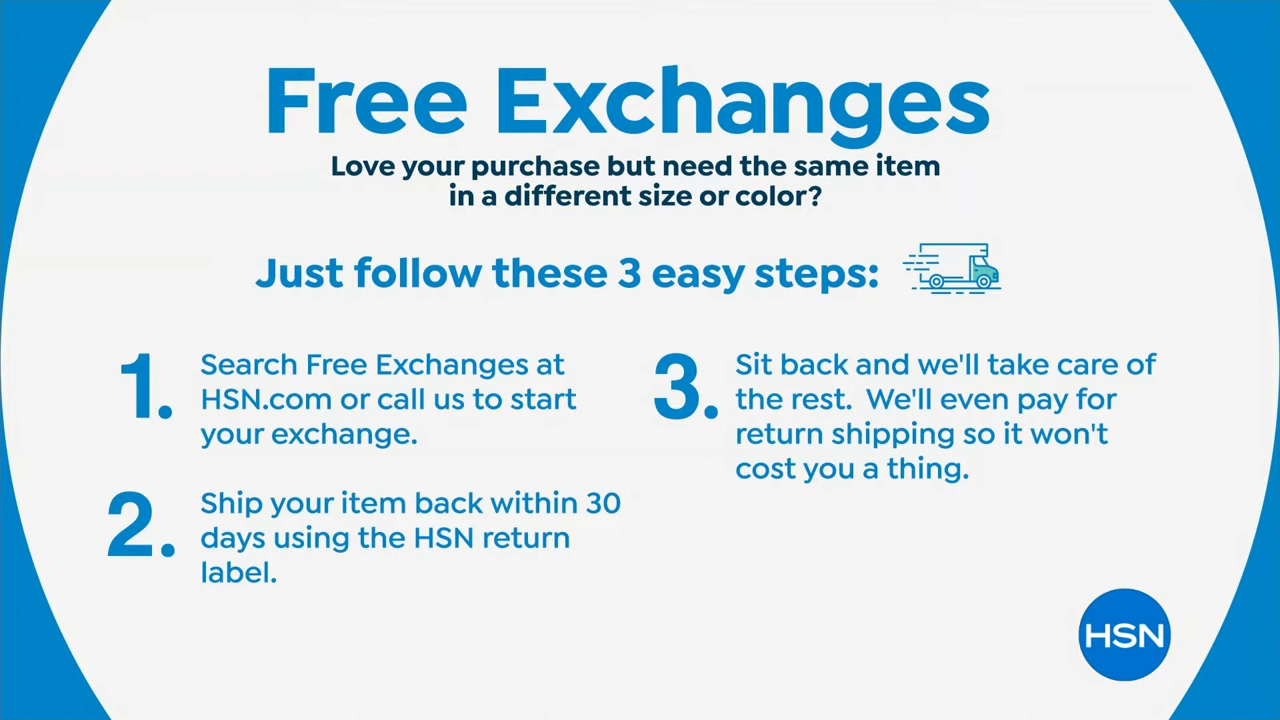 Free Exchanges
Love your purchase but need the same item
in a different size or color?
Just follow these 3 easy steps:
1. Search Free Exchanges at
HSN.com or call us to start
your exchange.
2. Ship your item back within 30
days using the HSN return
label.
3. Sit back and we'll take care of
the rest.  We'll even pay for
return shipping so it won't
cost you a thing.
HSN